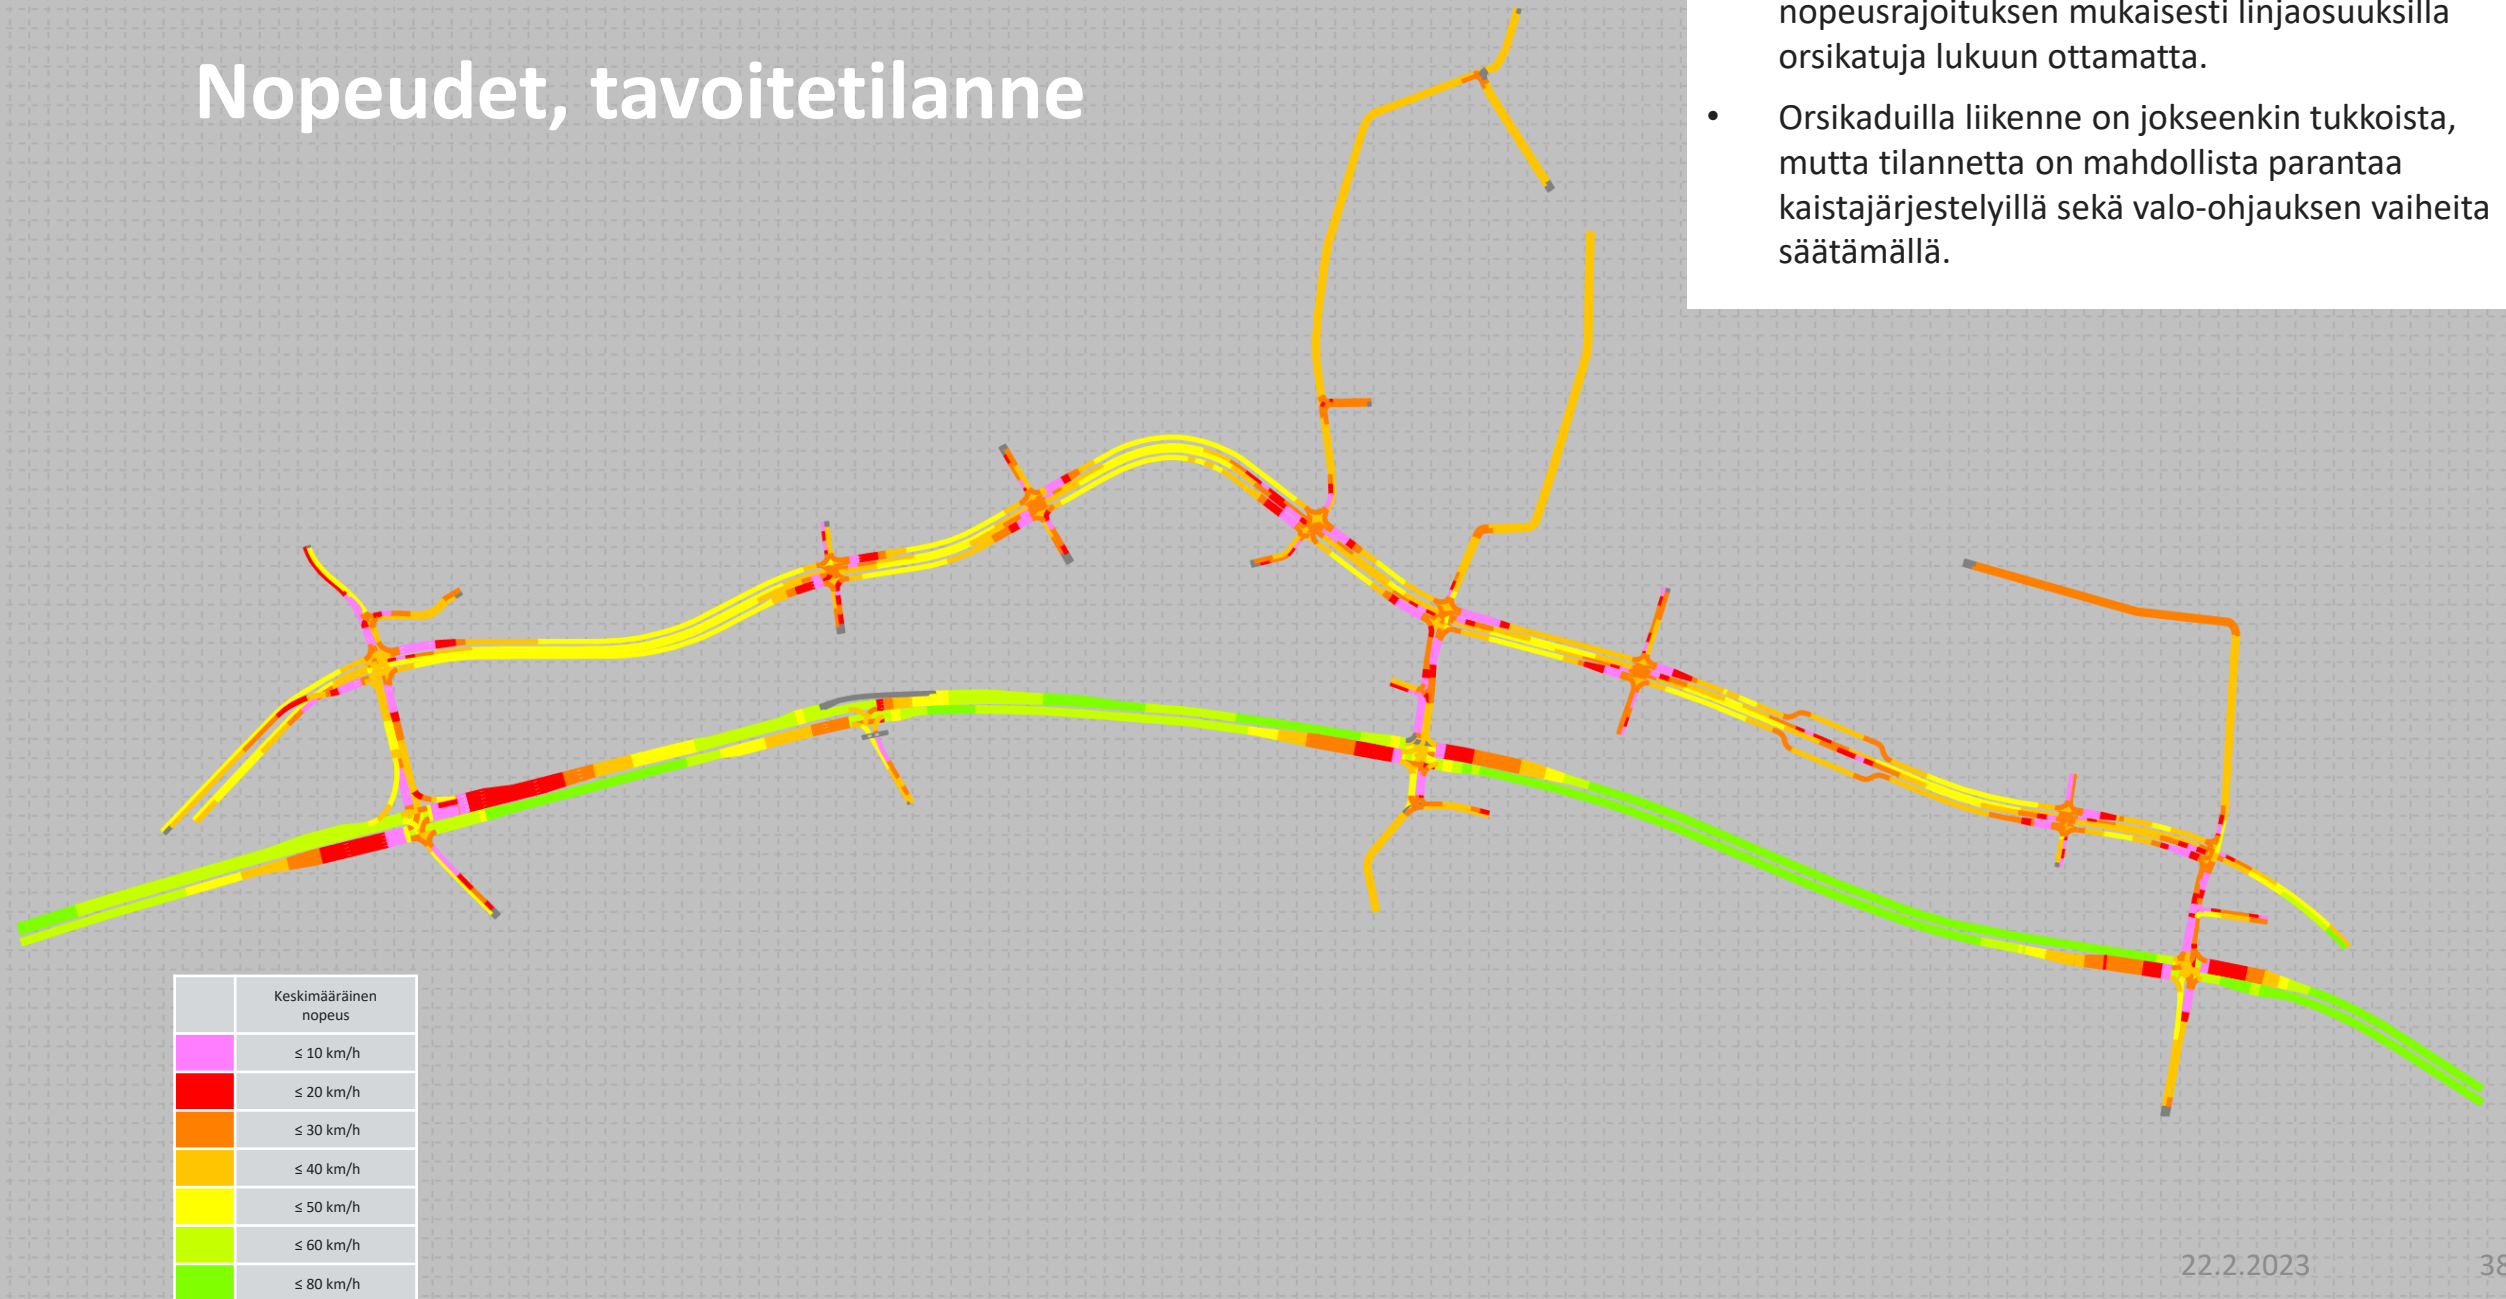 Nopeudet, tavoitetilanne
nopeusrajoituksen mukaisesti linjaosuuksilla
orsikatuja lukuun ottamatta.
• Orsikaduilla liikenne on jokseenkin tukkoista,
mutta tilannetta on mahdollista parantaa
kaistajärjestelyillä sekä valo-ohjauksen vaiheita
säätämällä.
Keskimääräinen
nopeus
≤ 10 km/h
≤ 20 km/h
≤ 30 km/h
≤ 40 km/h
≤ 50 km/h
≤ 60 km/h
≤ 80 km/h
22.2.2023
38